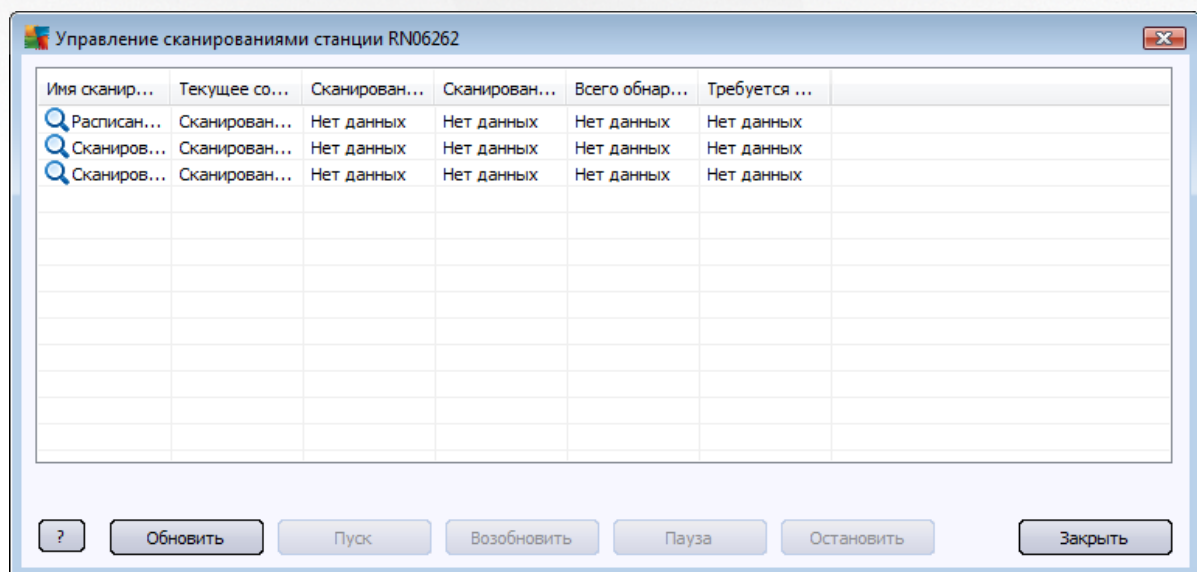 Управление сканированиями станции RN06262
Имя сканир... Текущее со... Сканирован... Сканирован... Всего обнар... Требуется ...
Расписан... Сканирован... Нет данных Нет данных Нет данных Нет данных
Сканиров... Сканирован... Нет данных Нет данных Нет данных Нет данных
Сканиров... Сканирован... Нет данных Нет данных Нет данных Нет данных
? Обновить Пуск Возобновить Пауза Остановить Закрыть